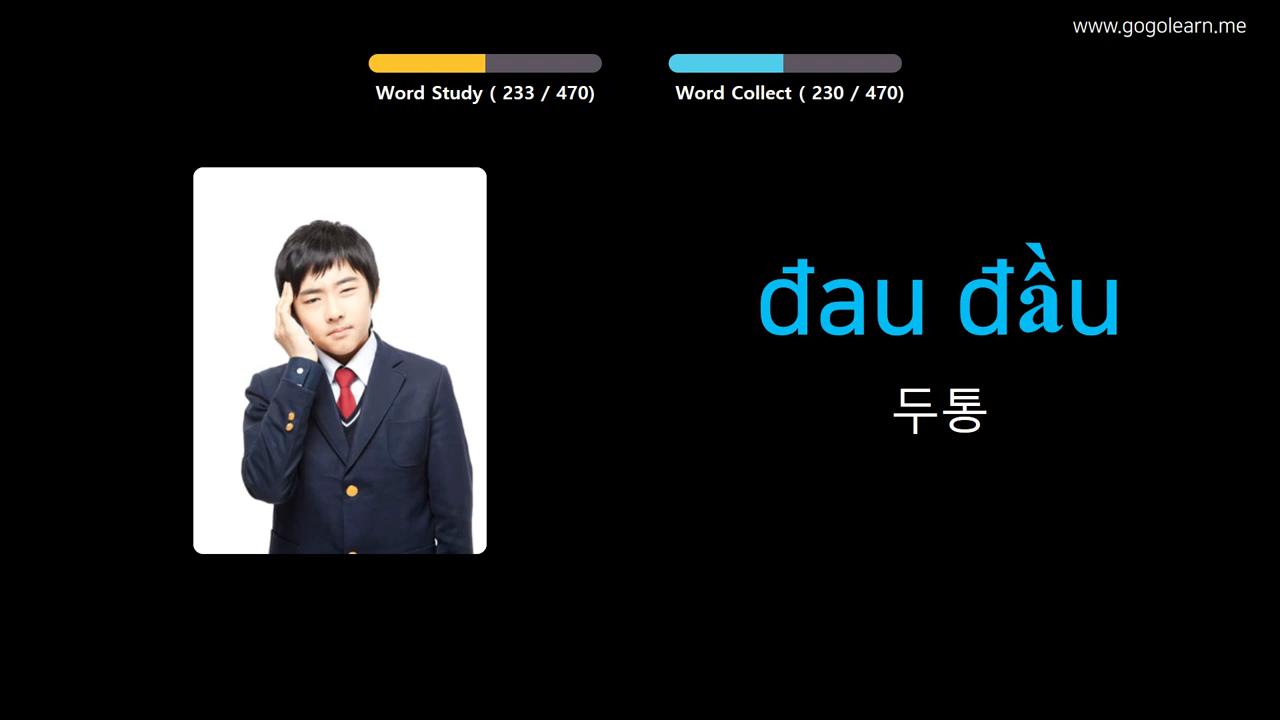 www.gogolearn.me
Word Study ( 233 / 470)
Word Collect ( 230 / 470)
đau đầu
두통